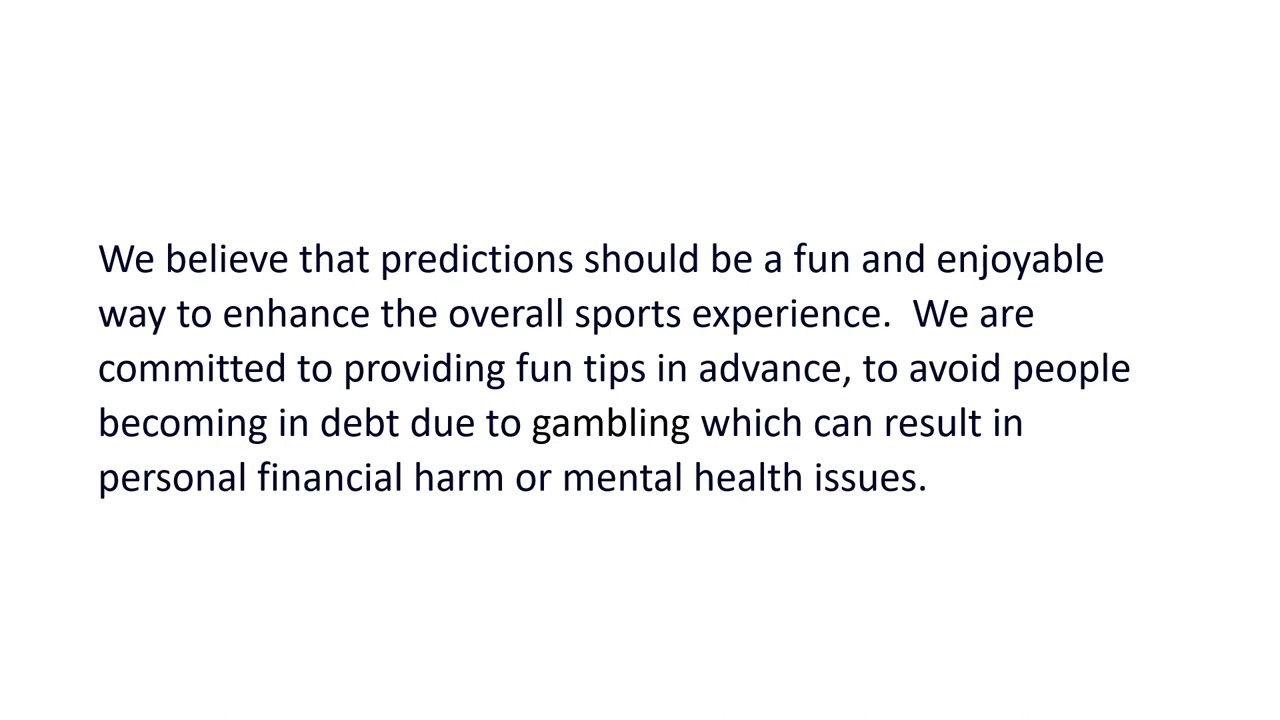 We believe that predictions should be a fun and enjoyable
way to enhance the overall sports experience.  We are
committed to providing fun tips in advance, to avoid people
becoming in debt due to gambling which can result in
personal financial harm or mental health issues.